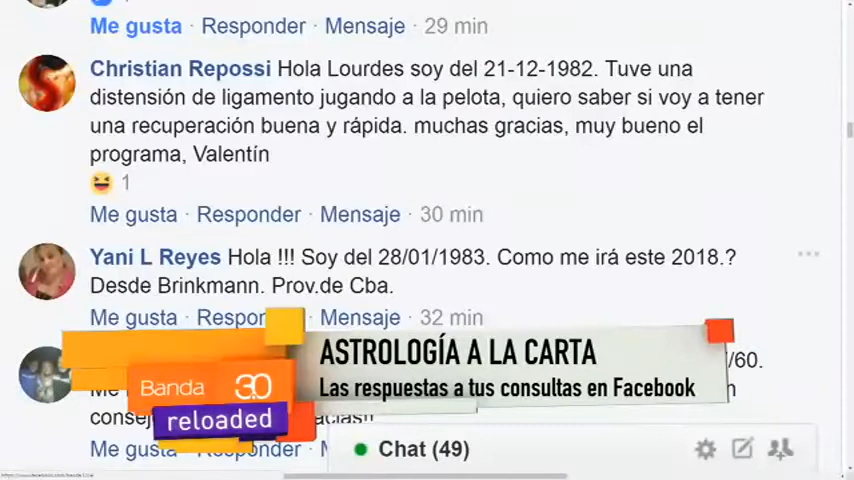 Me gusta · Responder · Mensaje · 29 min
Christian Repossi Hola Lourdes soy del 21-12-1982. Tuve una
distensión de ligamento jugando a la pelota, quiero saber si voy a tener
una recuperación buena y rápida. muchas gracias, muy bueno el
programa, Valentín
1
Me gusta · Responder · Mensaje · 30 min
Yani L Reyes Hola !!! Soy del 28/01/1983. Como me irá este 2018.?
Desde Brinkmann. Prov.de Cba.
Me gusta · Respon Mensaje · 32 min
ASTROLOGÍA A LA CARTA
/60.
Banda 3.0
Las respuestas a tus consultas en Facebook
reloaded
Me gusta
Chat (49)